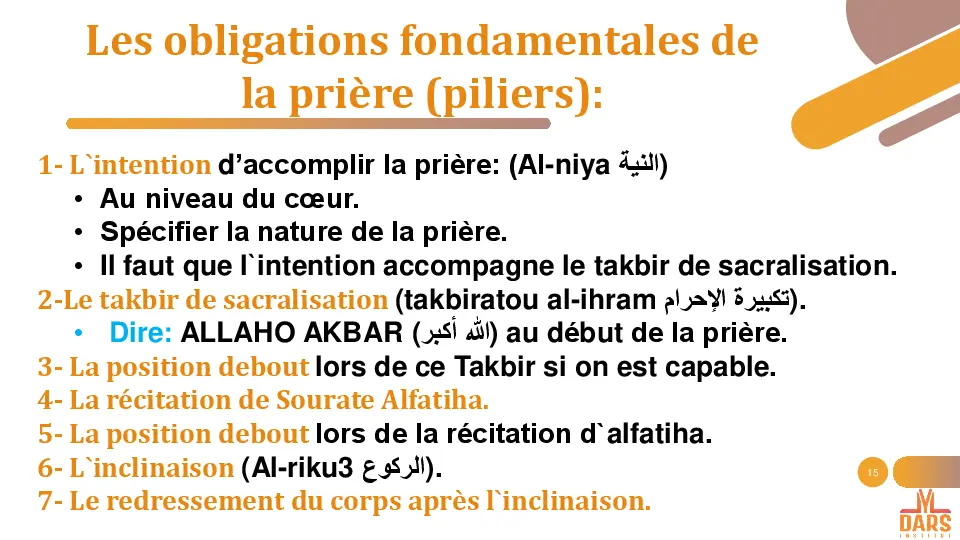 Les obligations fondamentales de
la prière (piliers):
1- L`intention d’accomplir la prière: (Al-niya النية)
• Au niveau du cœur.
• Spécifier la nature de la prière.
• Il faut que l`intention accompagne le takbir de sacralisation.
2-Le takbir de sacralisation (takbiratou al-ihram تكبيرة الإحرام).
• Dire: ALLAHO AKBAR (الله أكبر) au début de la prière.
3- La position debout lors de ce Takbir si on est capable.
4- La récitation de Sourate Alfatiha.
5- La position debout lors de la récitation d`alfatiha.
6- L`inclinaison (Al-riku3 الركوع).
7- Le redressement du corps après l`inclinaison.
15
DARS
INSTITUT